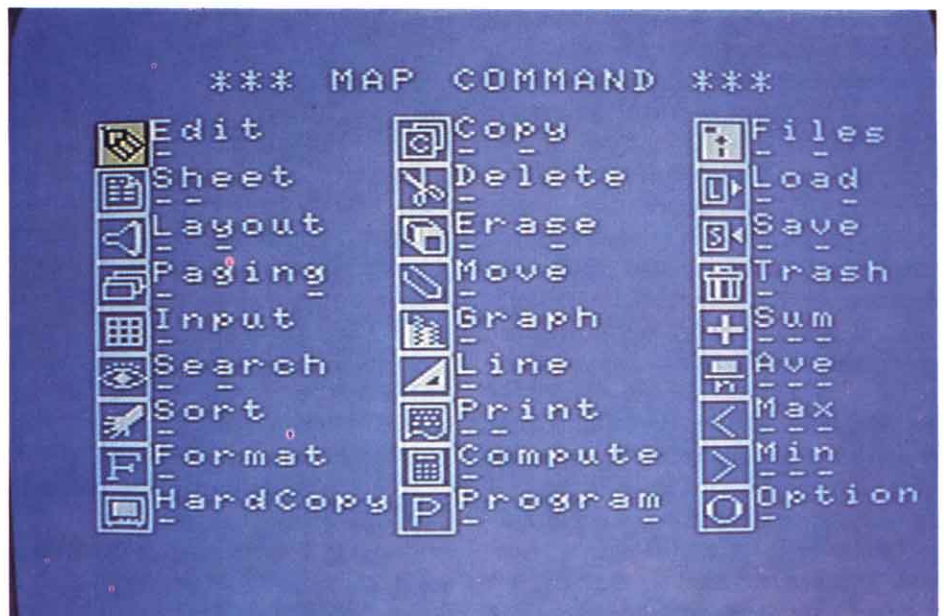 *** MAP COMMAND ***
Edit Copy Files
Sheet Delete Load
Layout Erase Save
Paging Move Trash
Input Graph Sum
Search Line Ave
Sort Print Max
Format Compute Min
HardCopy Program Option